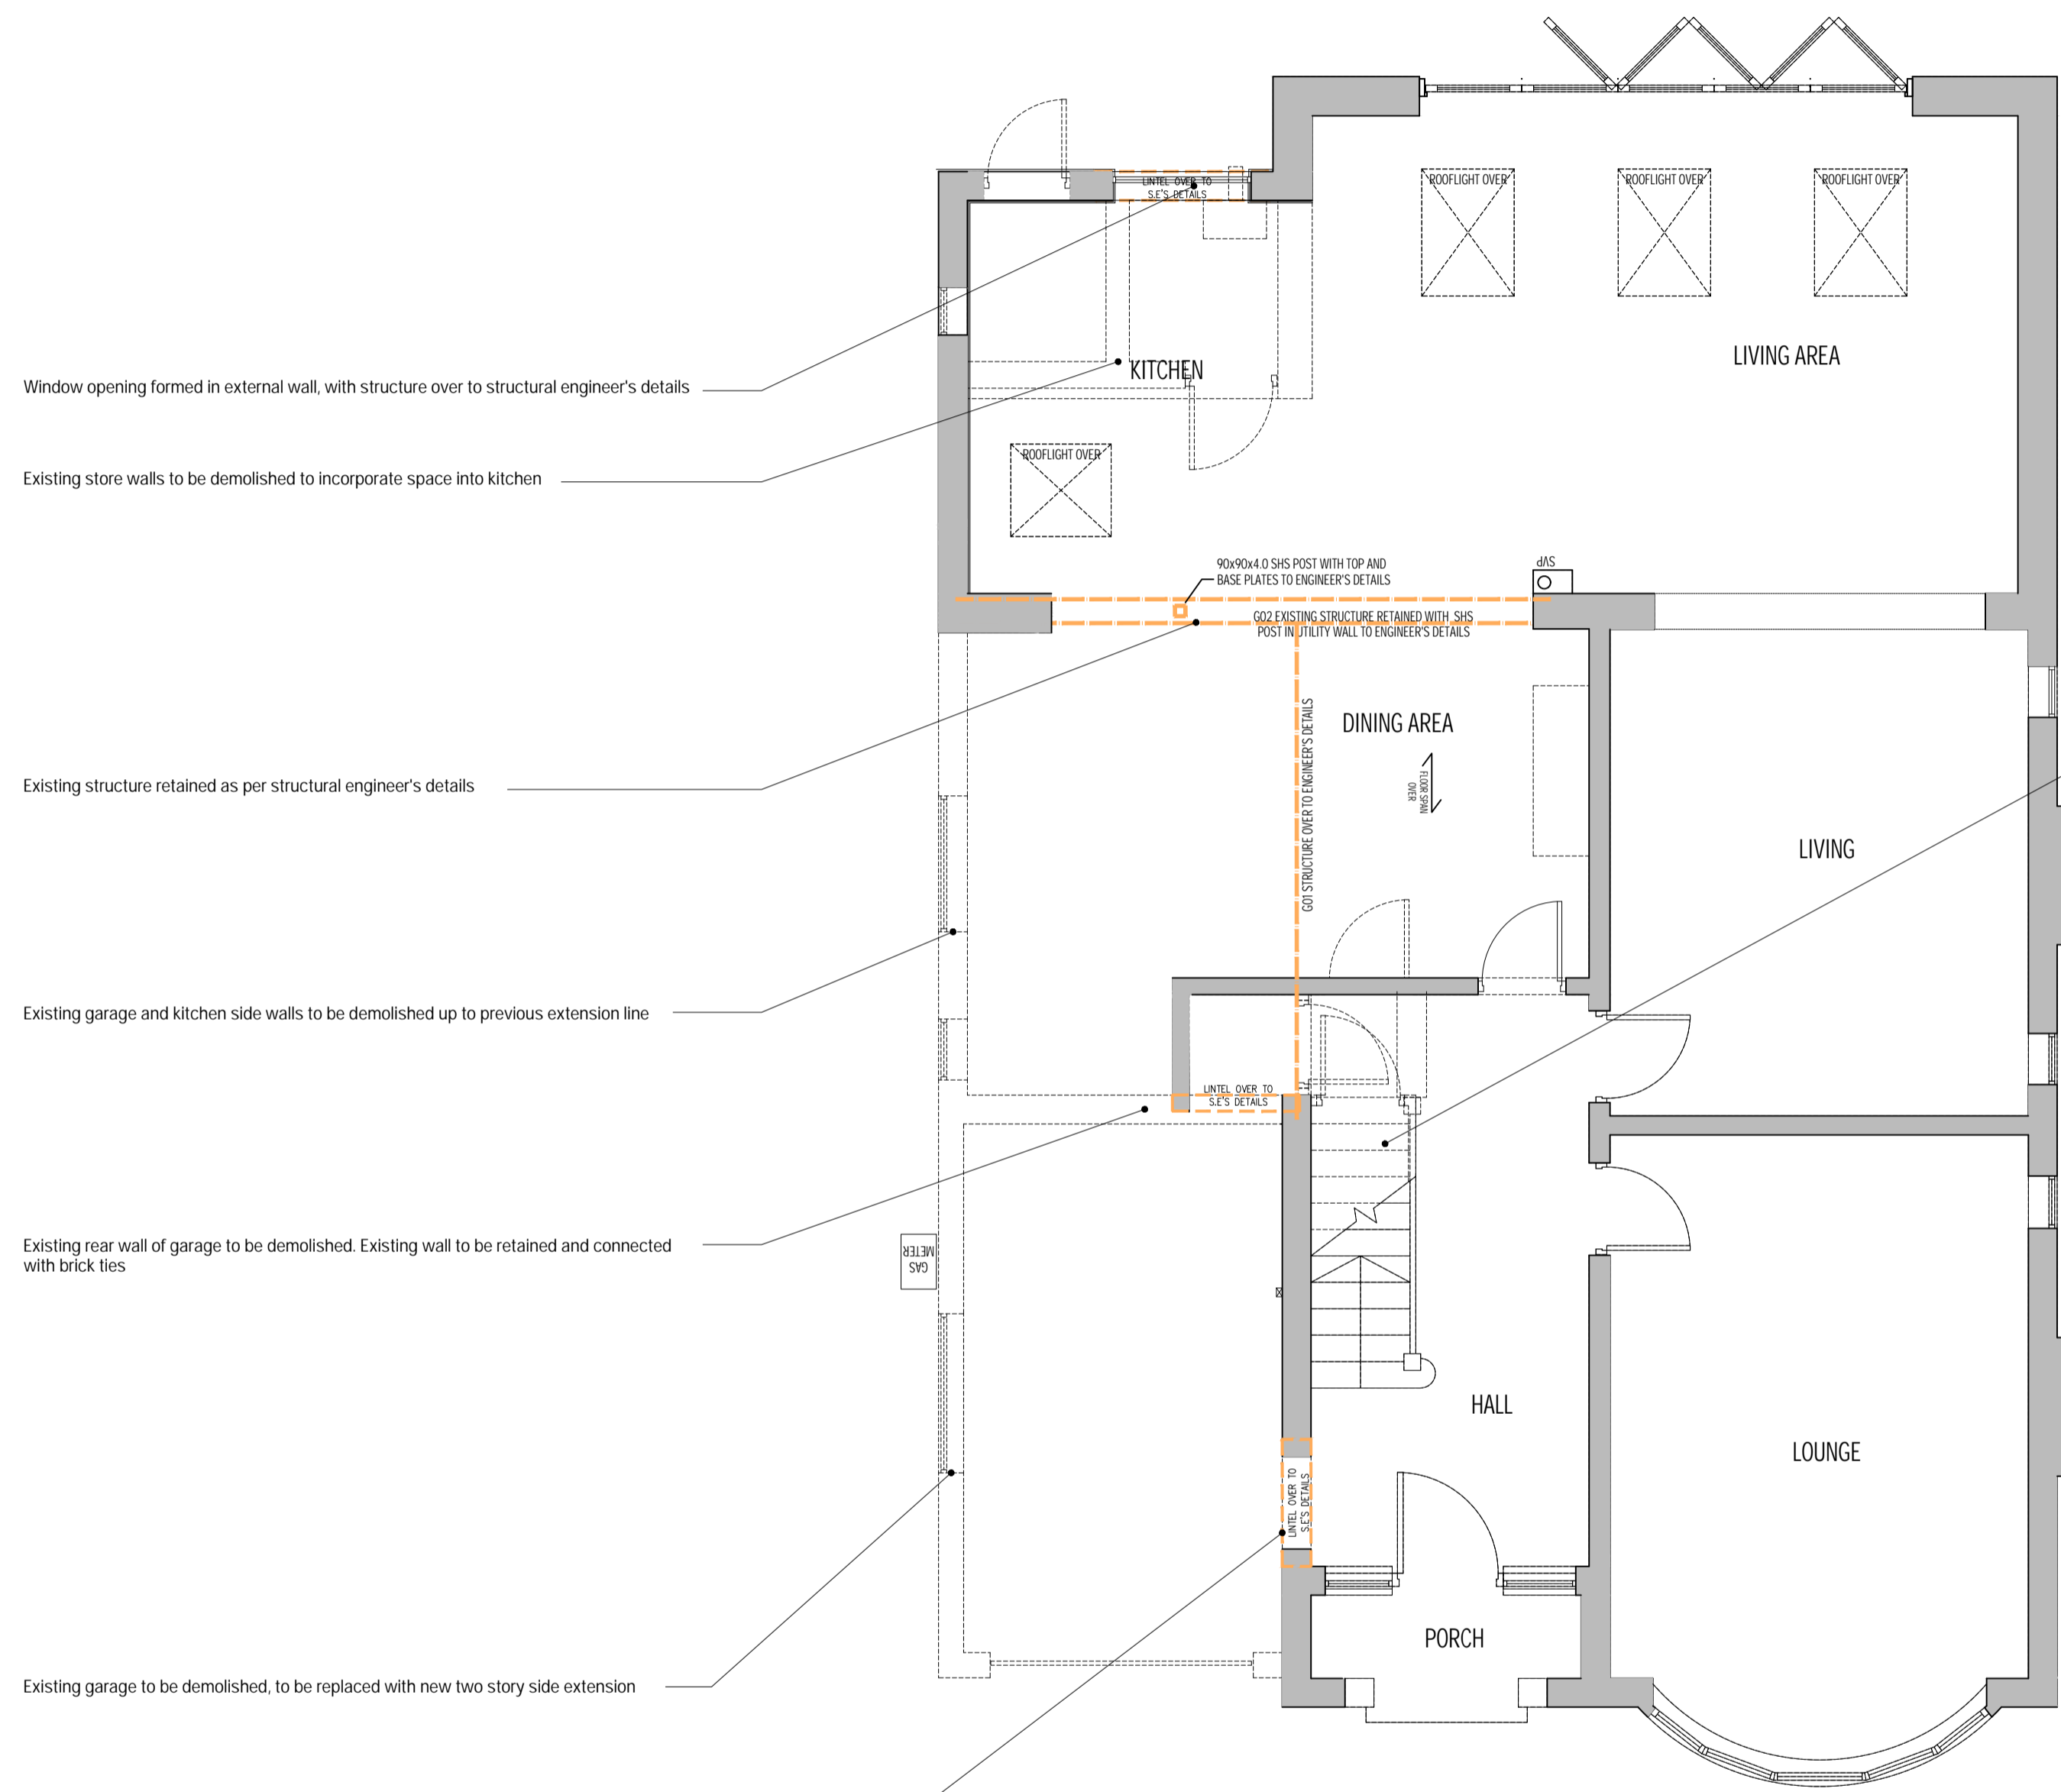 LINTEL OVER TO
S.E'S DETAILS
ROOFLIGHT OVER
ROOFLIGHT OVER
ROOFLIGHT OVER
LIVING AREA
KITCHEN
Window opening formed in external wall, with structure over to structural engineer's details
ROOFLIGHT OVER
Existing store walls to be demolished to incorporate space into kitchen
90x90x4.0 SHS POST WITH TOP AND
BASE PLATES TO ENGINEER'S DETAILS
SVP
G02 EXISTING STRUCTURE RETAINED WITH SHS
POST IN UTILITY WALL TO ENGINEER'S DETAILS
DINING AREA
G01 STRUCTURE OVER TO ENGINEER'S DETAILS
FLOOR SPAN
OVER
Existing structure retained as per structural engineer's details
LIVING
Existing garage and kitchen side walls to be demolished up to previous extension line
LINTEL OVER TO
S.E'S DETAILS
Existing rear wall of garage to be demolished. Existing wall to be retained and connected
with brick ties
GAS
METER
HALL
LOUNGE
LINTEL OVER TO
S.E'S DETAILS
PORCH
Existing garage to be demolished, to be replaced with new two story side extension